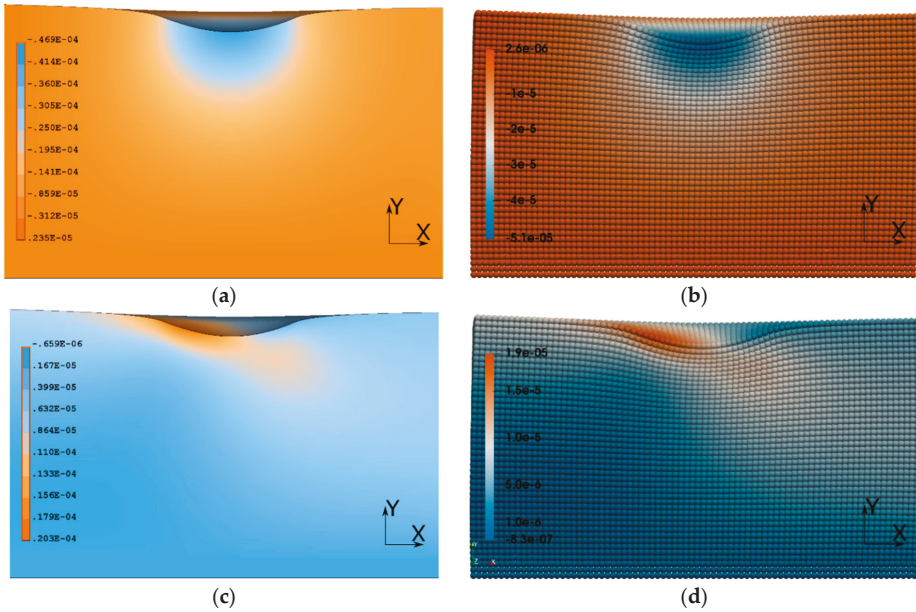 -.469E-04
-.414E-04
-.360E-04
-.305E-04
-.250E-04
-.195E-04
-.141E-04
-.859E-05
-.312E-05
.235E-05
Y
X
(a)
2.6e-06
-1e-5
-2e-5
-3e-5
-4e-5
-5.1e-05
Y
X
(b)
-.659E-06
.167E-05
.399E-05
.632E-05
.864E-05
.110E-04
.133E-04
.156E-04
.179E-04
.203E-04
Y
X
(c)
1.9e-05
1.5e-5
1.0e-5
5.0e-6
1.0e-6
-8.3e-07
Y
X
Y
Z X
(d)